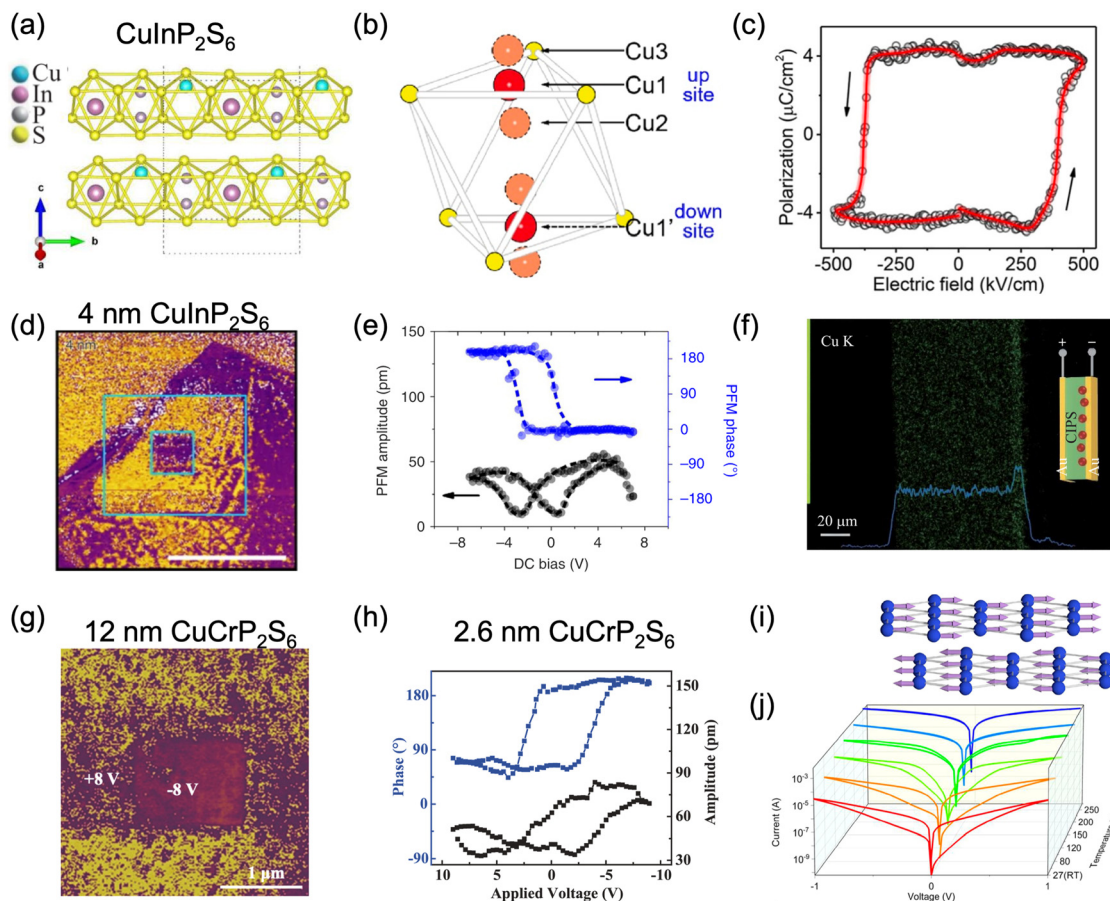 (a)
CuInP₂S₆
Cu
In
P
S
c
b
a
(b)
Cu3
Cu1
up
site
Cu2
down
site
Cu1'
(c)
Polarization (μC/cm²)
4
0
-4
-500
-250
0
250
500
Electric field (kV/cm)
(d)
4 nm CuInP₂S₆
4 nm
(e)
PFM amplitude (pm)
150
100
50
0
PFM phase (°)
180
90
0
−90
−180
−8
−4
0
4
8
DC bias (V)
(f)
Cu K
+
−
CIPS
Au
Au
20 μm
(g)
12 nm CuCrP₂S₆
+8 V
-8 V
1 μm
(h)
2.6 nm CuCrP₂S₆
Phase (°)
180
90
0
-90
Amplitude (pm)
150
120
90
60
30
10
5
0
-5
-10
Applied Voltage (V)
(i)
(j)
Current (A)
10⁻³
10⁻⁵
10⁻⁷
10⁻⁹
-1
0
1
Voltage (V)
250
200
150
120
80
27(RT)